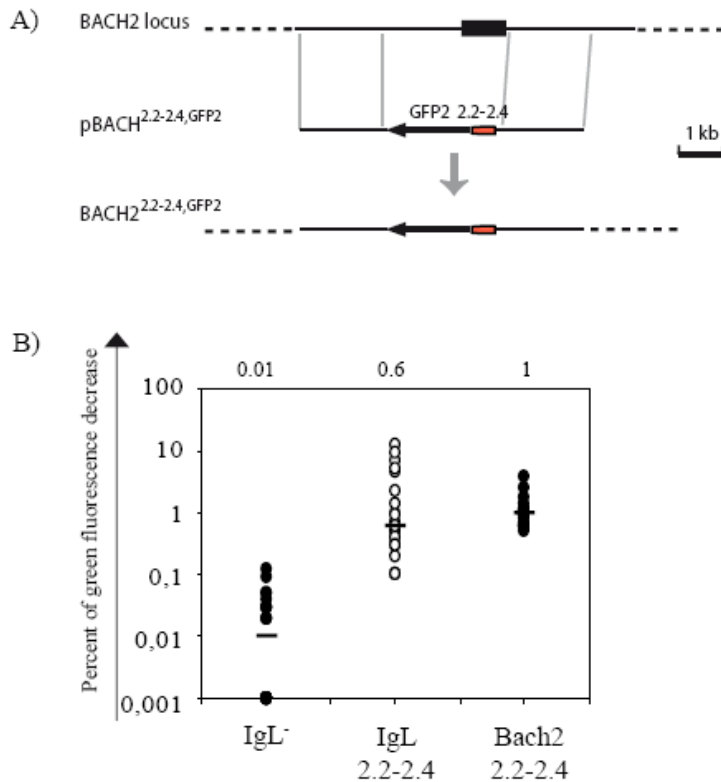 A)
BACH2 locus
GFP2 2.2-2.4
pBACH2.2-2.4,GFP2
1 kb
BACH22.2-2.4,GFP2
B)
Percent of green fluorescence decrease
0.01 0.6 1
100
10
1
0,1
0,01
0,001
IgL- IgL Bach2
2.2-2.4 2.2-2.4